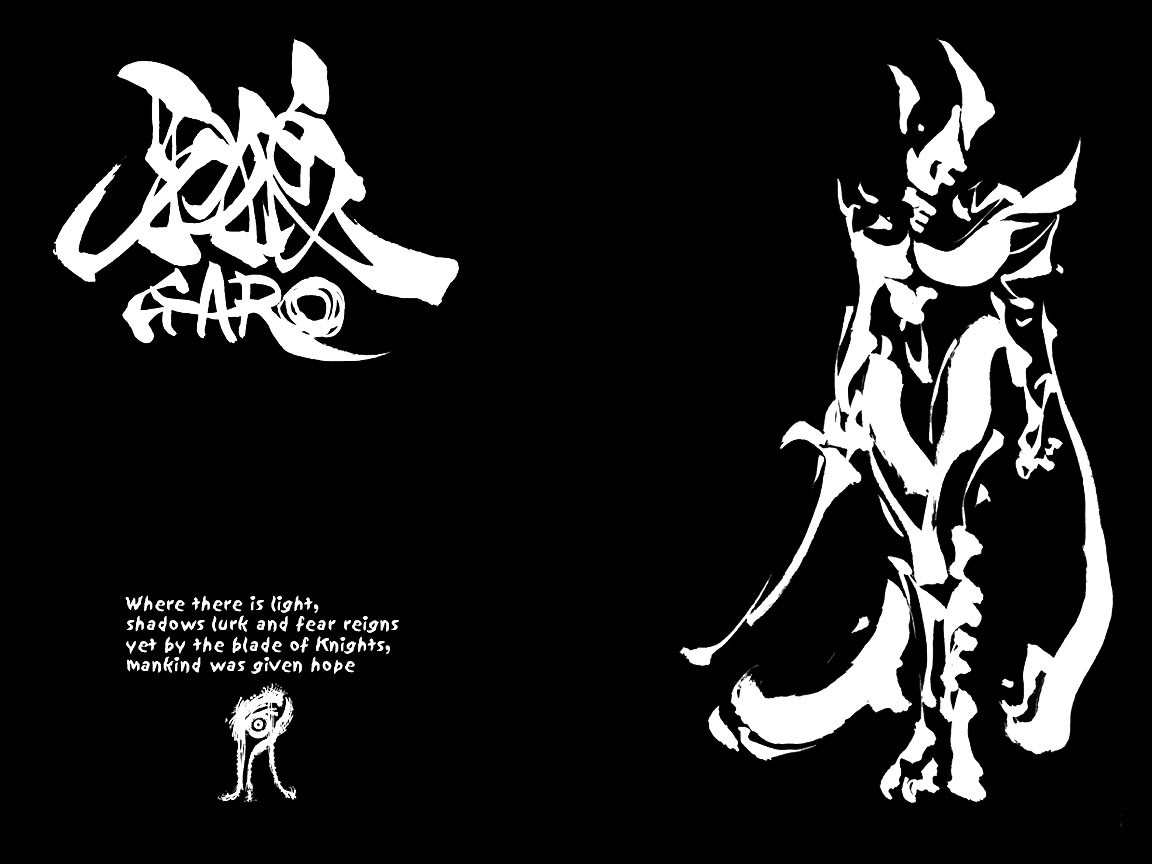 GARO
Where there is light,
shadows lurk and fear reigns
yet by the blade of Knights,
mankind was given hope